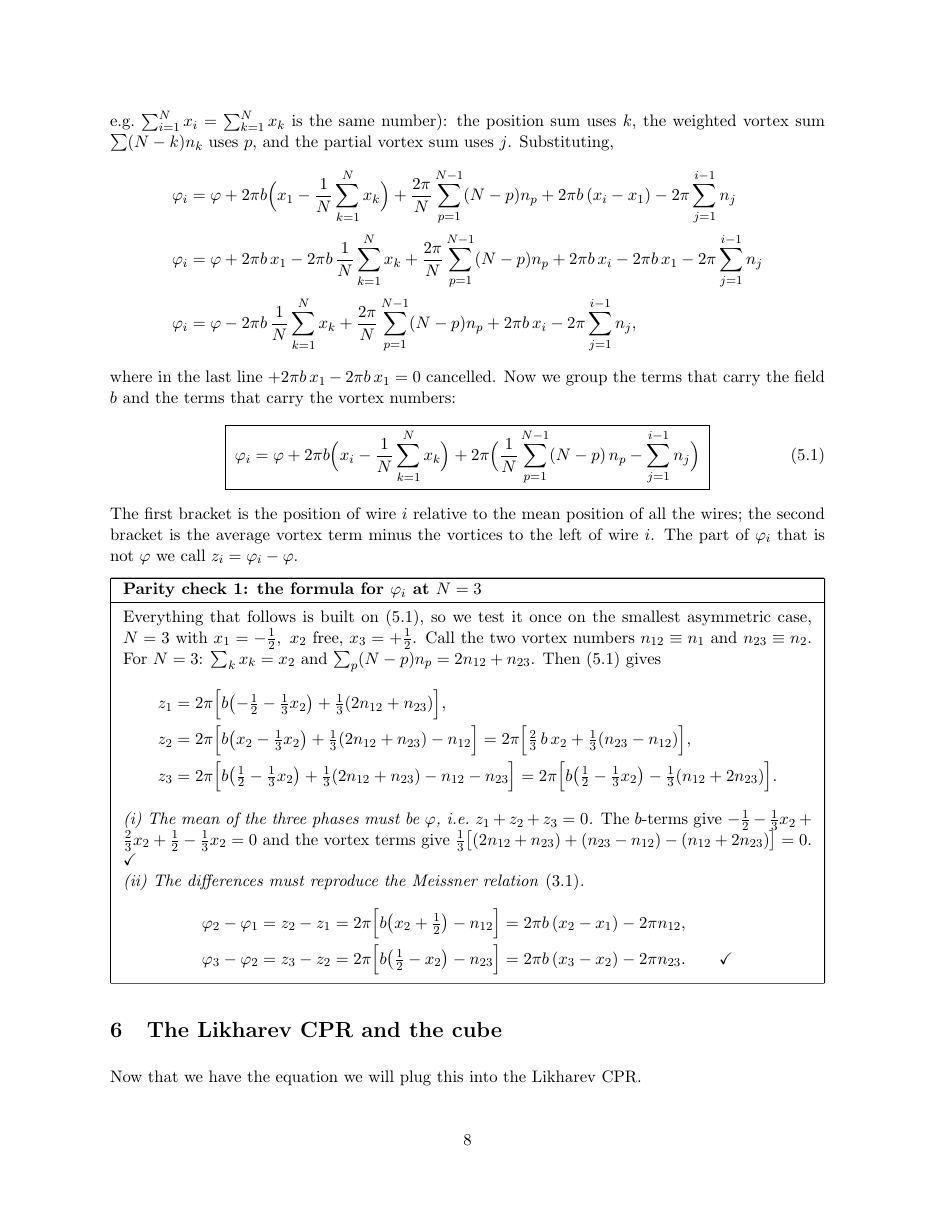 e.g. ∑_{i=1}^{N} x_i = ∑_{k=1}^{N} x_k is the same number): the position sum uses k, the weighted vortex sum
∑(N − k)n_k uses p, and the partial vortex sum uses j. Substituting,
φ_i = φ + 2πb(x_1 − 1/N ∑_{k=1}^{N} x_k) + 2π/N ∑_{p=1}^{N−1} (N − p)n_p + 2πb (x_i − x_1) − 2π ∑_{j=1}^{i−1} n_j
φ_i = φ + 2πb x_1 − 2πb 1/N ∑_{k=1}^{N} x_k + 2π/N ∑_{p=1}^{N−1} (N − p)n_p + 2πb x_i − 2πb x_1 − 2π ∑_{j=1}^{i−1} n_j
φ_i = φ − 2πb 1/N ∑_{k=1}^{N} x_k + 2π/N ∑_{p=1}^{N−1} (N − p)n_p + 2πb x_i − 2π ∑_{j=1}^{i−1} n_j,
where in the last line +2πb x_1 − 2πb x_1 = 0 cancelled. Now we group the terms that carry the field
b and the terms that carry the vortex numbers:
φ_i = φ + 2πb(x_i − 1/N ∑_{k=1}^{N} x_k) + 2π(1/N ∑_{p=1}^{N−1} (N − p) n_p − ∑_{j=1}^{i−1} n_j) (5.1)
The first bracket is the position of wire i relative to the mean position of all the wires; the second
bracket is the average vortex term minus the vortices to the left of wire i. The part of φ_i that is
not φ we call z_i = φ_i − φ.
Parity check 1: the formula for φ_i at N = 3
Everything that follows is built on (5.1), so we test it once on the smallest asymmetric case,
N = 3 with x_1 = −1/2, x_2 free, x_3 = +1/2. Call the two vortex numbers n_12 ≡ n_1 and n_23 ≡ n_2.
For N = 3: ∑_k x_k = x_2 and ∑_p(N − p)n_p = 2n_12 + n_23. Then (5.1) gives
z_1 = 2π[b(−1/2 − 1/3 x_2) + 1/3(2n_12 + n_23)],
z_2 = 2π[b(x_2 − 1/3 x_2) + 1/3(2n_12 + n_23) − n_12] = 2π[2/3 b x_2 + 1/3(n_23 − n_12)],
z_3 = 2π[b(1/2 − 1/3 x_2) + 1/3(2n_12 + n_23) − n_12 − n_23] = 2π[b(1/2 − 1/3 x_2) − 1/3(n_12 + 2n_23)].
(i) The mean of the three phases must be φ, i.e. z_1 + z_2 + z_3 = 0. The b-terms give −1/2 − 1/3 x_2 +
2/3 x_2 + 1/2 − 1/3 x_2 = 0 and the vortex terms give 1/3[(2n_12 + n_23) + (n_23 − n_12) − (n_12 + 2n_23)] = 0.
✓
(ii) The differences must reproduce the Meissner relation (3.1).
φ_2 − φ_1 = z_2 − z_1 = 2π[b(x_2 + 1/2) − n_12] = 2πb (x_2 − x_1) − 2πn_12,
φ_3 − φ_2 = z_3 − z_2 = 2π[b(1/2 − x_2) − n_23] = 2πb (x_3 − x_2) − 2πn_23. ✓
6 The Likharev CPR and the cube
Now that we have the equation we will plug this into the Likharev CPR.
8